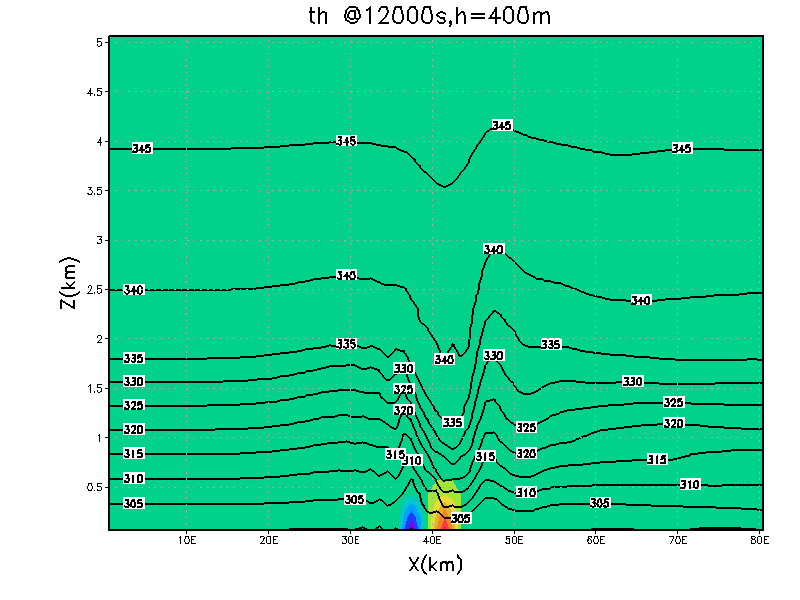 th @12000s,h=400m
5
4.5
4
3.5
3
2.5
2
1.5
1
0.5
Z(km)
345 345 345 345
340 340 340 340 340
335 335 335 335
330 330 330 330
325 325 325 325
320 320 320 320
315 315 315 315
310 310 310 310
305 305 305 305
10E 20E 30E 40E 50E 60E 70E 80E
X(km)